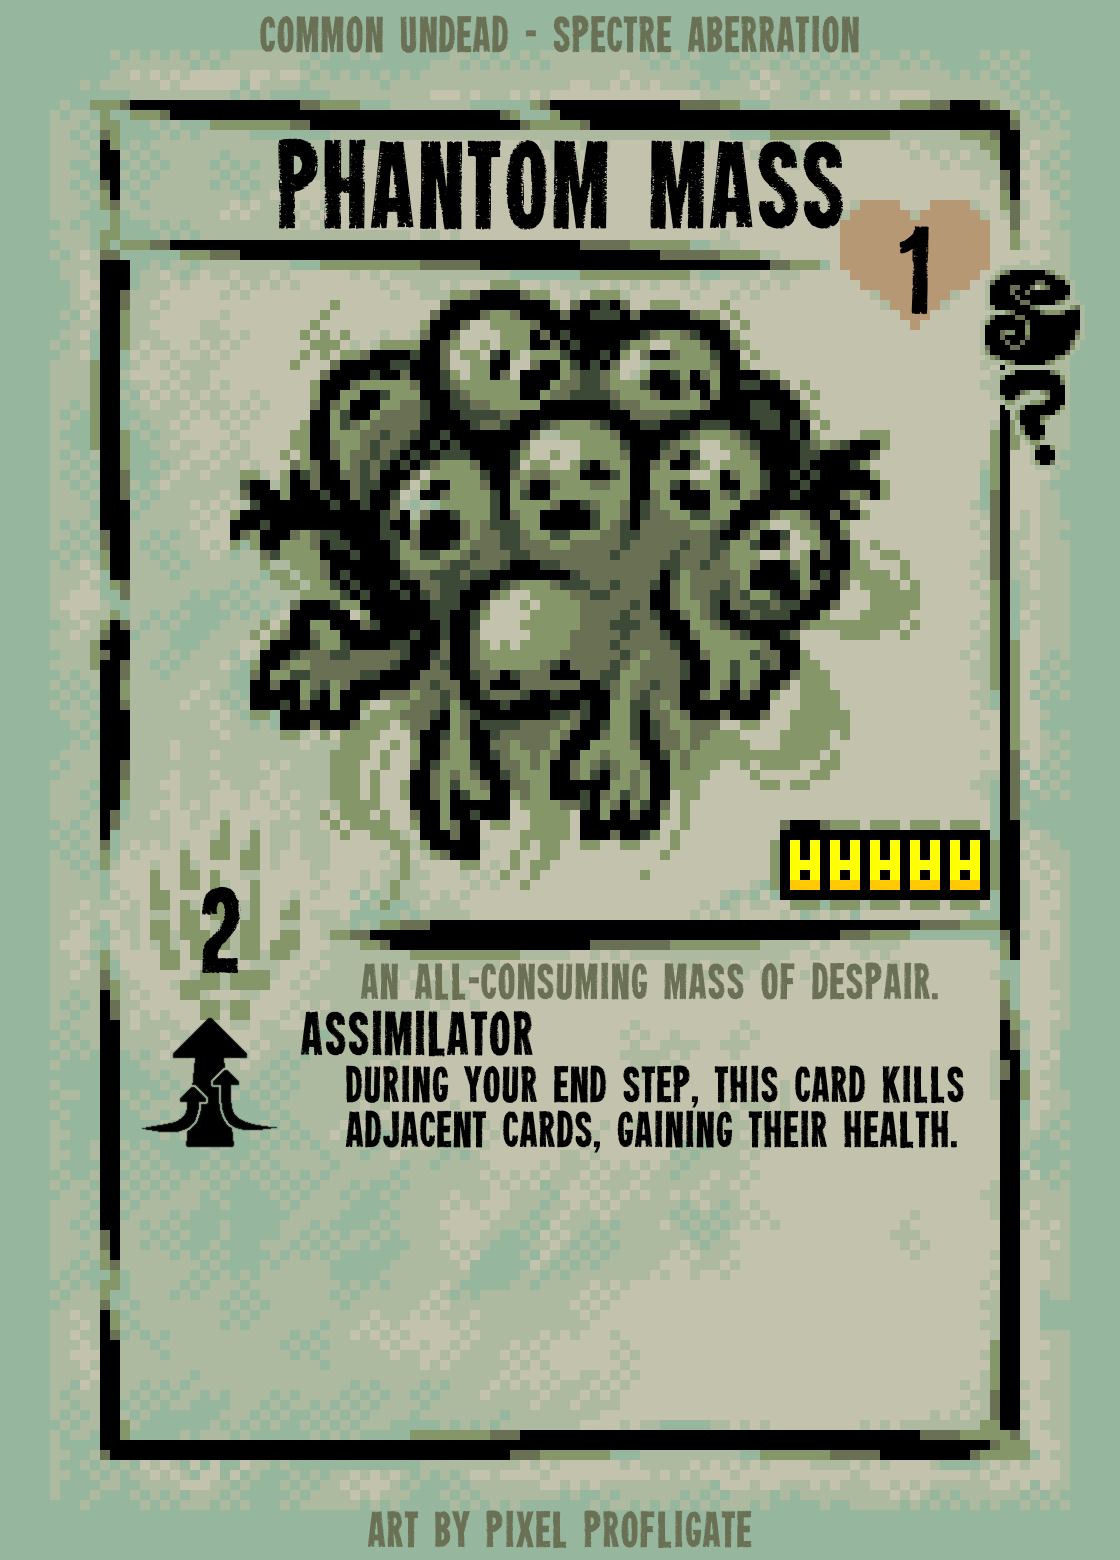 COMMON UNDEAD - SPECTRE ABERRATION
PHANTOM MASS
1
?
2
AN ALL-CONSUMING MASS OF DESPAIR.
ASSIMILATOR
DURING YOUR END STEP, THIS CARD KILLS
ADJACENT CARDS, GAINING THEIR HEALTH.
ART BY PIXEL PROFLIGATE